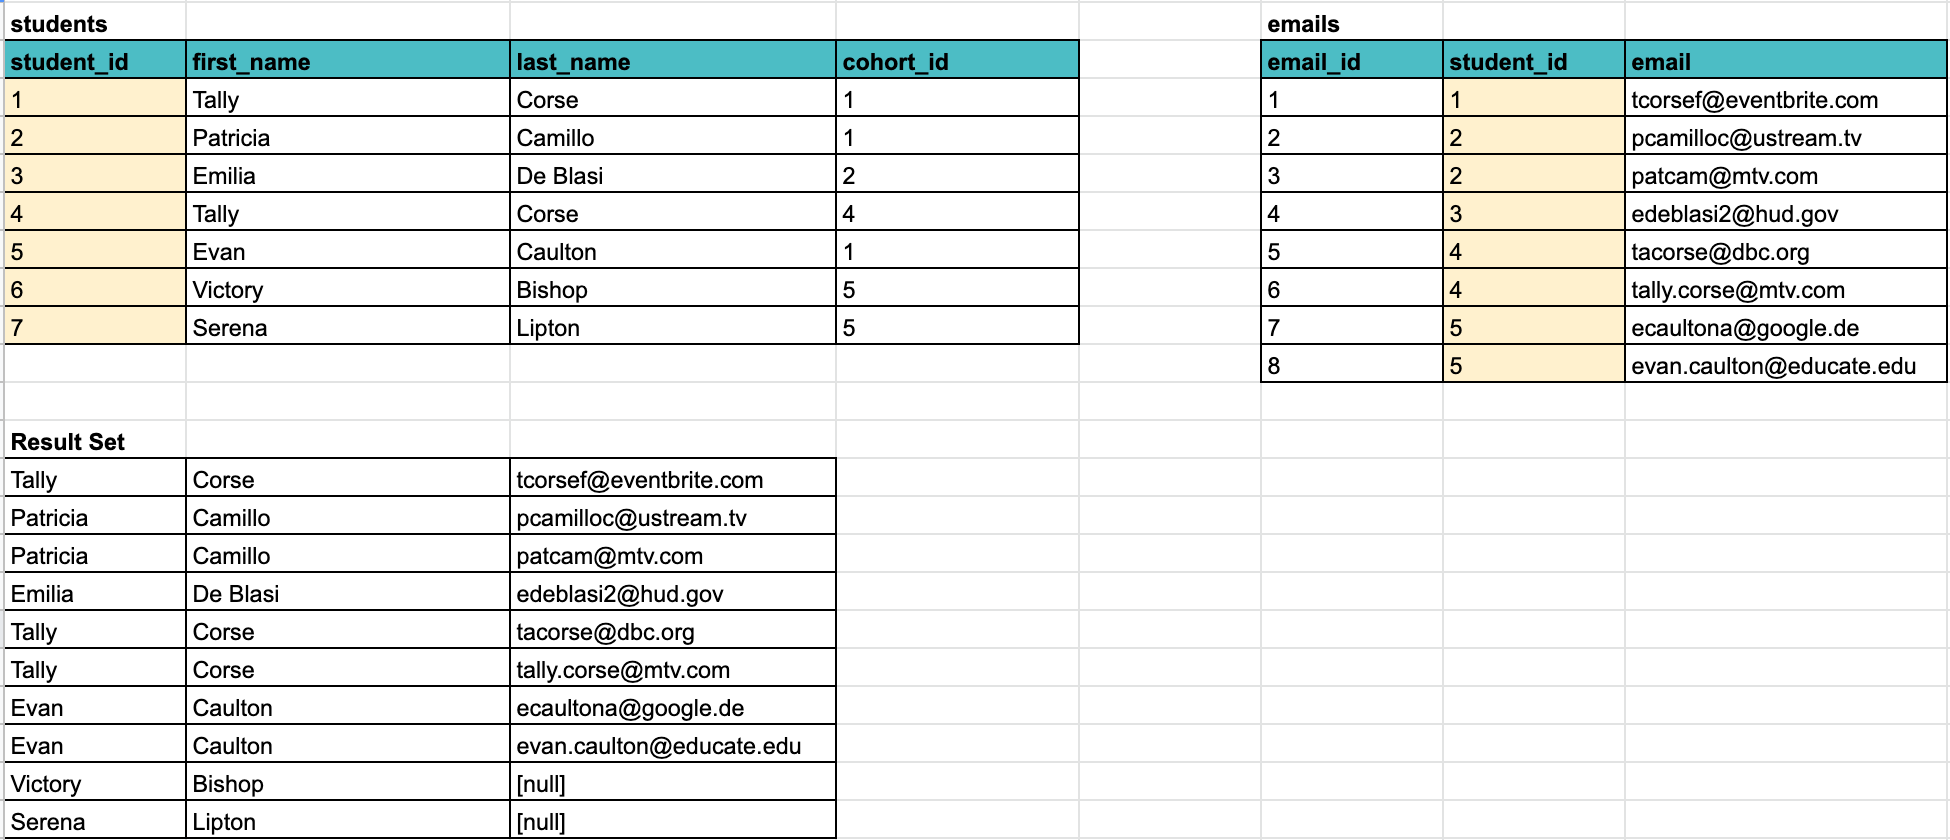 students emails
student_id first_name last_name cohort_id email_id student_id email
1 Tally Corse 1 1 1 tcorsef@eventbrite.com
2 Patricia Camillo 1 2 2 pcamilloc@ustream.tv
3 Emilia De Blasi 2 3 2 patcam@mtv.com
4 Tally Corse 4 4 3 edeblasi2@hud.gov
5 Evan Caulton 1 5 4 tacorse@dbc.org
6 Victory Bishop 5 6 4 tally.corse@mtv.com
7 Serena Lipton 5 7 5 ecaultona@google.de
8 5 evan.caulton@educate.edu
Result Set
Tally Corse tcorsef@eventbrite.com
Patricia Camillo pcamilloc@ustream.tv
Patricia Camillo patcam@mtv.com
Emilia De Blasi edeblasi2@hud.gov
Tally Corse tacorse@dbc.org
Tally Corse tally.corse@mtv.com
Evan Caulton ecaultona@google.de
Evan Caulton evan.caulton@educate.edu
Victory Bishop [null]
Serena Lipton [null]